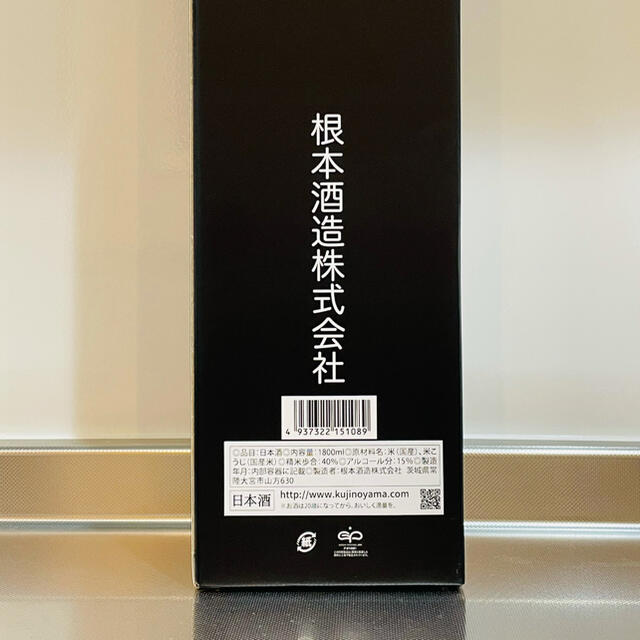 根本酒造株式会社
4 937322 151089
○品目:日本酒○内容量:1800ml○原材料名:米(国産)、米こ
うじ(国産米)○精米歩合:40%○アルコール分:15%○製造
年月:内部容器に記載○製造者:根本酒造株式会社 茨城県常
陸大宮市山方630
日本酒
http://www.kujinoyama.com
※お酒は20歳になってから。おいしく適量を。
紙